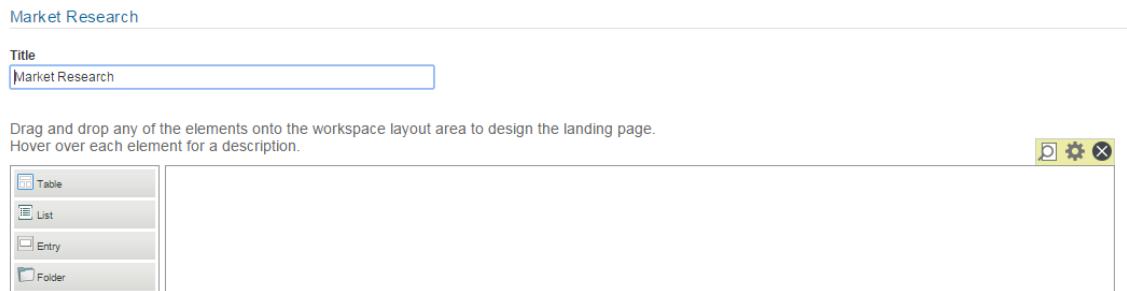 Market Research
Title
Market Research
Drag and drop any of the elements onto the workspace layout area to design the landing page.
Hover over each element for a description.
Table
List
Entry
Folder